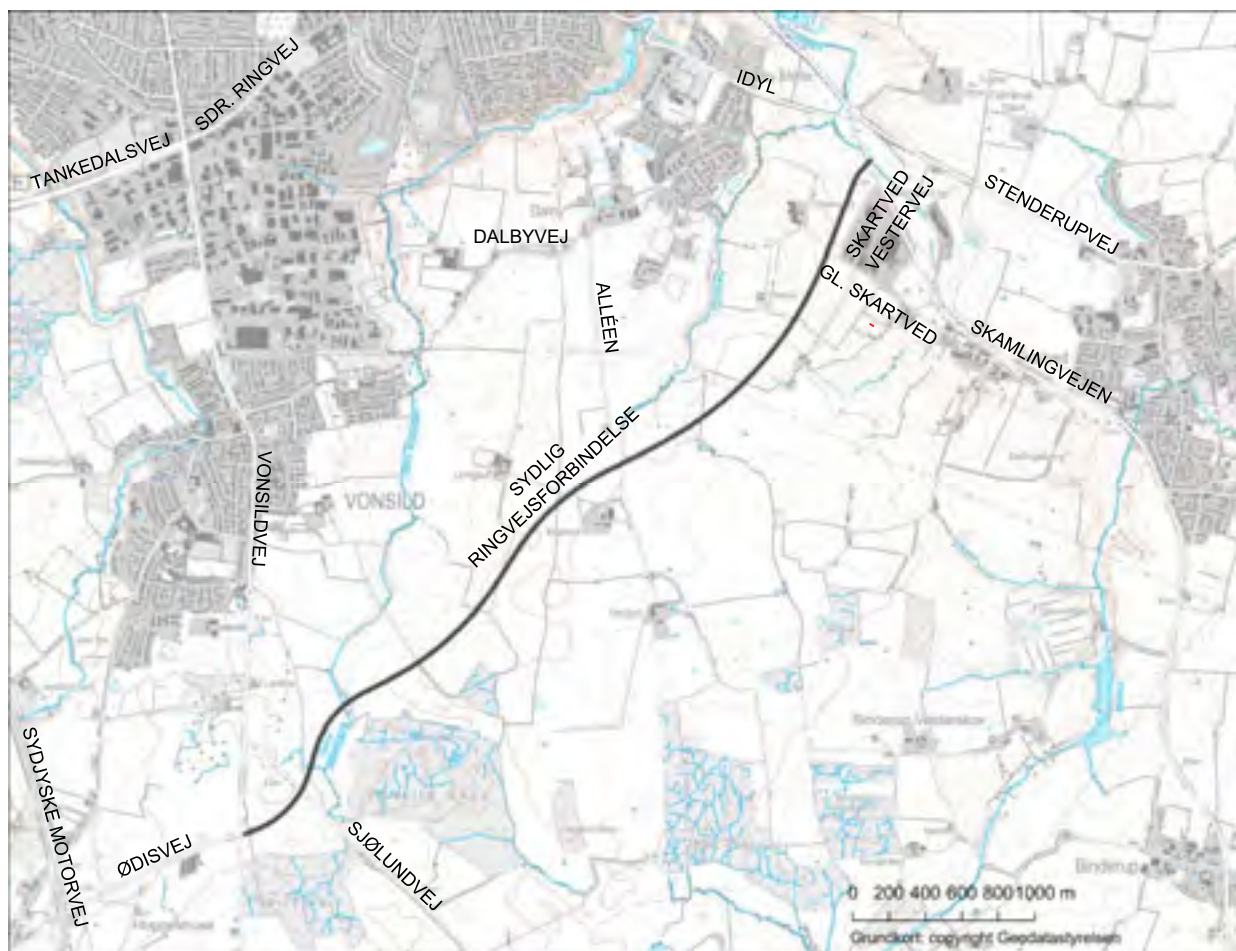 SDR. RINGVEJ
IDYL
TANKEDALSVEJ
STENDERUPVEJ
SKARTVED
VESTERVEJ
DALBYVEJ
GL. SKARTVED
ALLÉEN
SKAMLINGVEJEN
SYDLIG
RINGVEJSFORBINDELSE
VONSILDVEJ
VONSILD
SYDJYSKE MOTORVEJ
ØDISVEJ
SJØLUNDVEJ
Binderup
0 200 400 600 800 1000 m
Grundkort: copyright Geodatastyrelsen